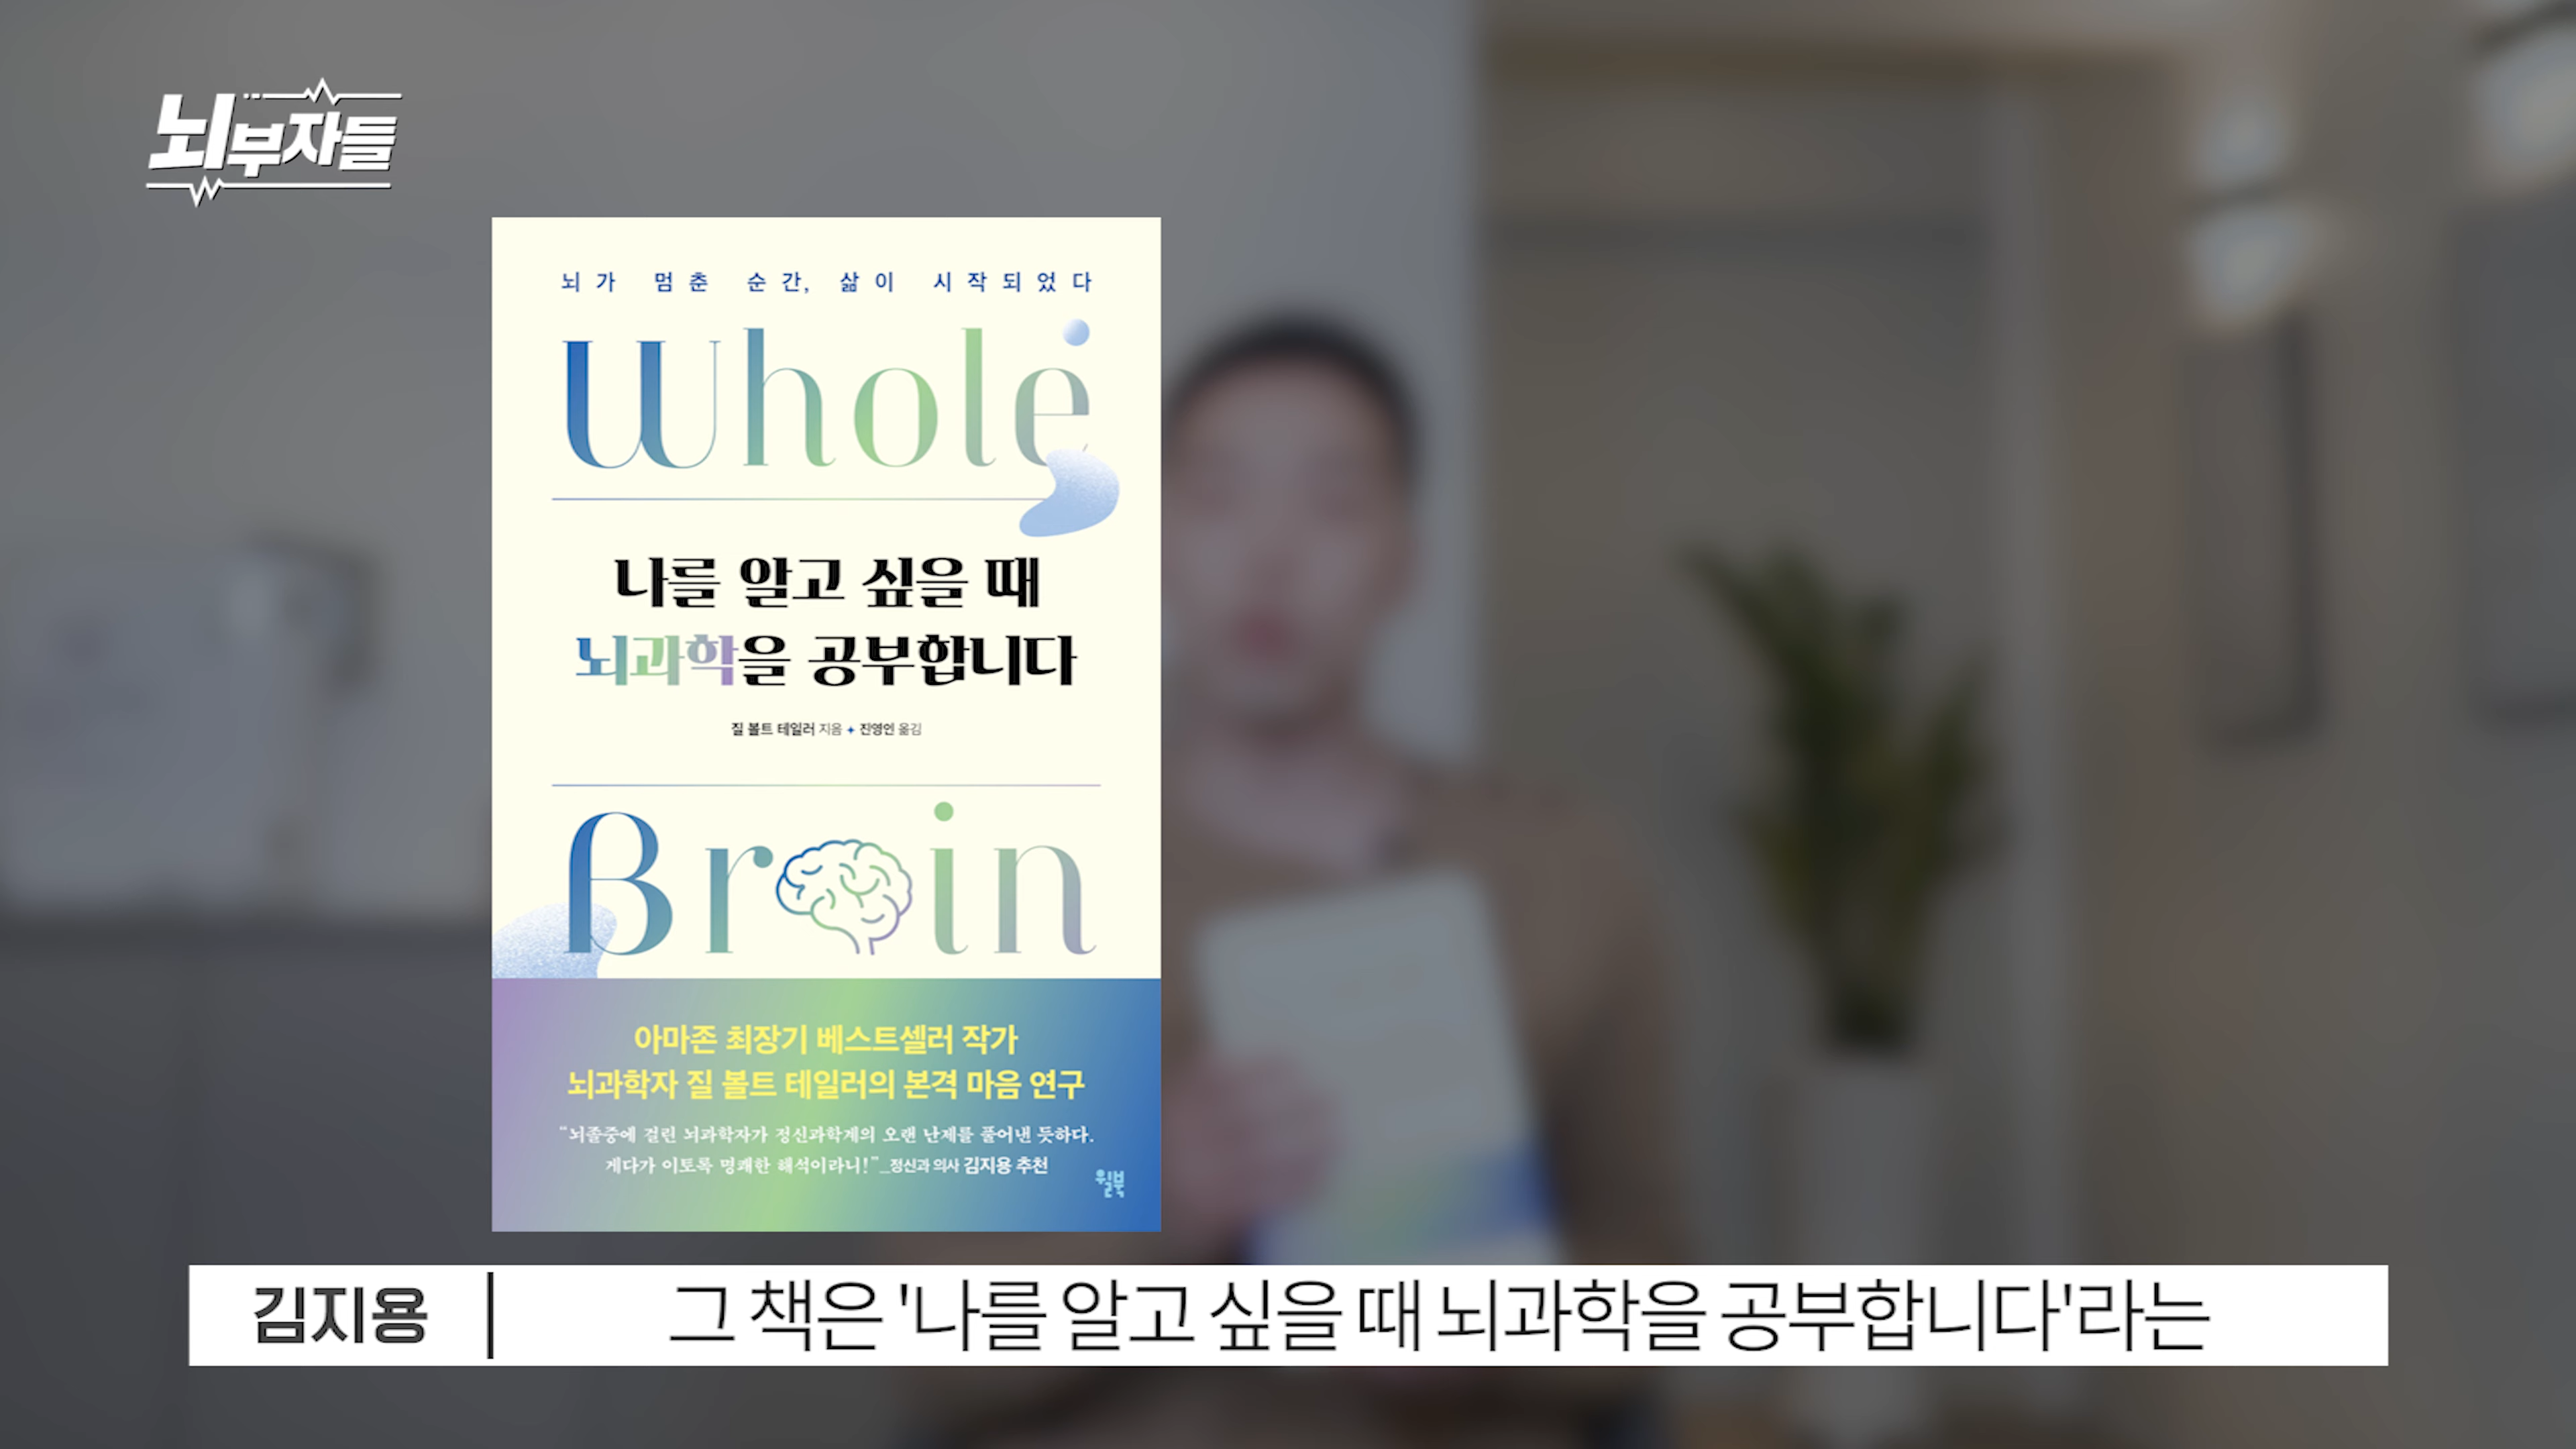 뇌부자들
뇌가 멈춘 순간, 삶이 시작되었다
Whole
나를 알고 싶을 때
뇌과학을 공부합니다
질 볼트 테일러 지음 ✦ 진영인 옮김
Brain
아마존 최장기 베스트셀러 작가
뇌과학자 질 볼트 테일러의 본격 마음 연구
“뇌졸중에 걸린 뇌과학자가 정신과학계의 오랜 난제를 풀어낸 듯하다.
게다가 이토록 명쾌한 해석이라니!”_정신과 의사 김지용 추천
윌북
김지용 | 그 책은 '나를 알고 싶을 때 뇌과학을 공부합니다'라는